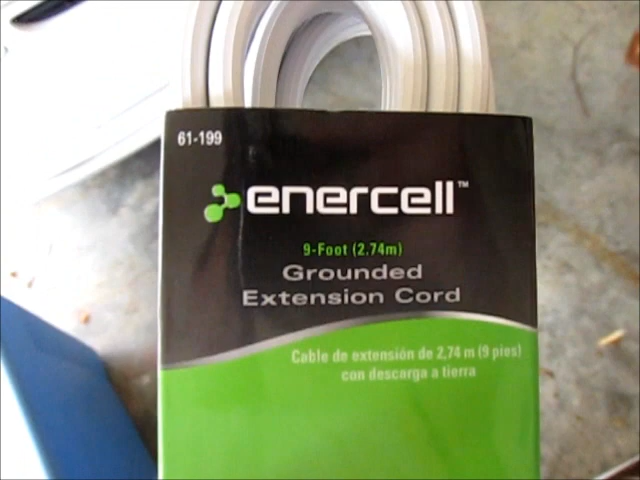 61-199
enercell™
9-Foot (2.74m)
Grounded
Extension Cord
Cable de extensión de 2,74 m (9 pies)
con descarga a tierra